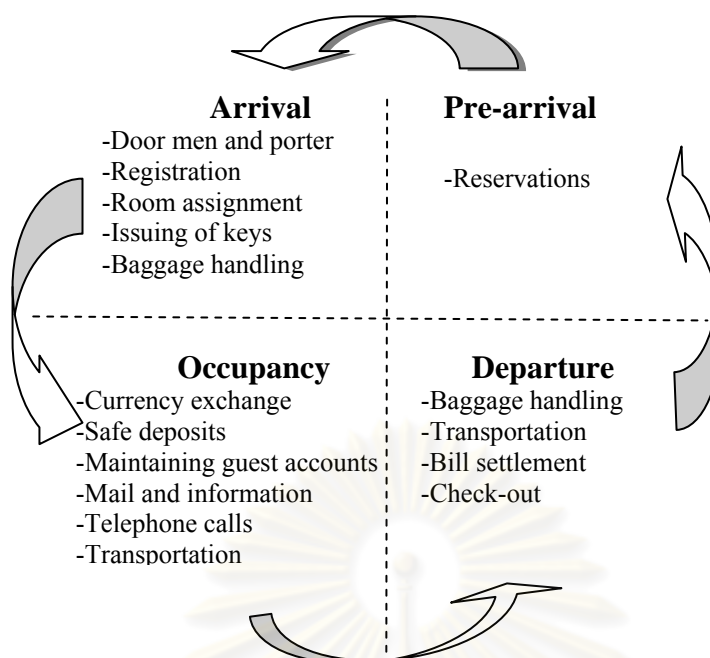 Arrival
-Door men and porter
-Registration
-Room assignment
-Issuing of keys
-Baggage handling
Pre-arrival
-Reservations
Occupancy
-Currency exchange
-Safe deposits
-Maintaining guest accounts
-Mail and information
-Telephone calls
-Transportation
Departure
-Baggage handling
-Transportation
-Bill settlement
-Check-out